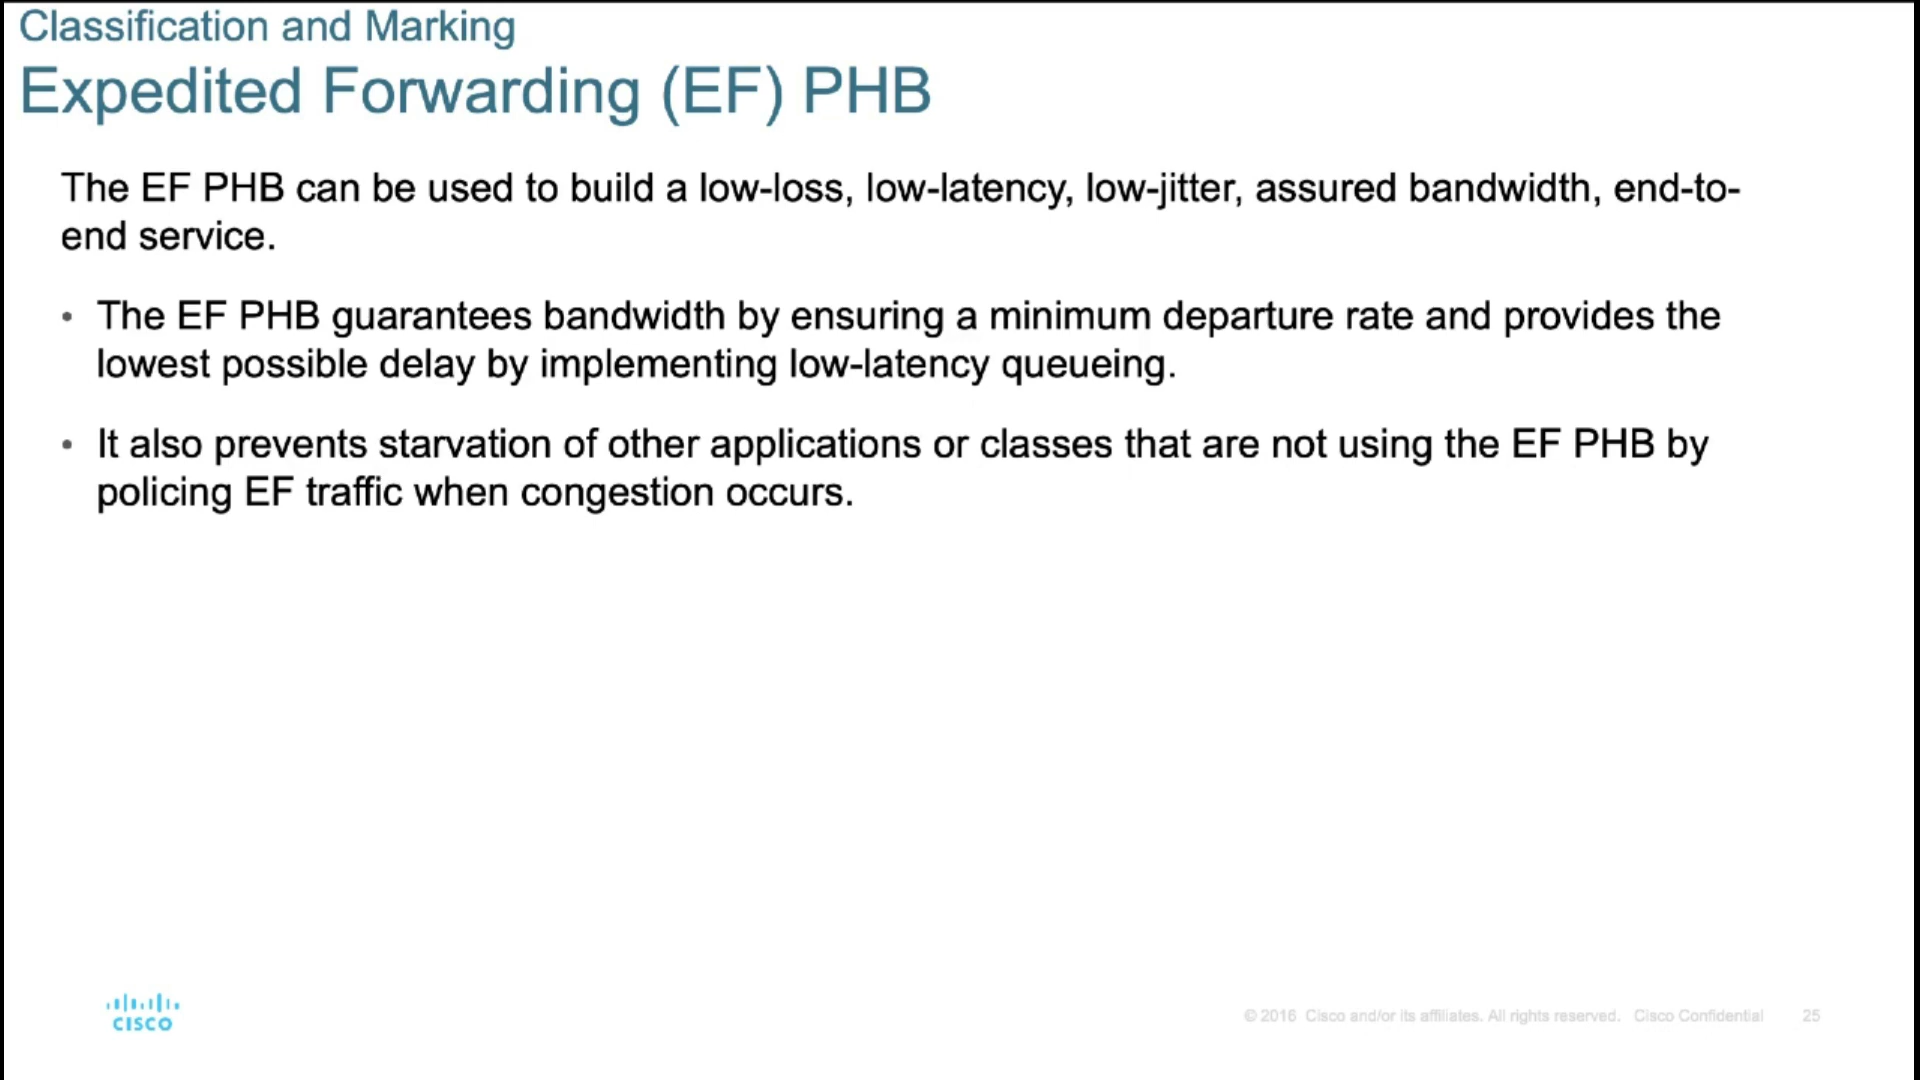 Classification and Marking
Expedited Forwarding (EF) PHB
The EF PHB can be used to build a low-loss, low-latency, low-jitter, assured bandwidth, end-to-
end service.
• The EF PHB guarantees bandwidth by ensuring a minimum departure rate and provides the
lowest possible delay by implementing low-latency queueing.
• It also prevents starvation of other applications or classes that are not using the EF PHB by
policing EF traffic when congestion occurs.
CISCO
© 2016 Cisco and/or its affiliates. All rights reserved. Cisco Confidential 25